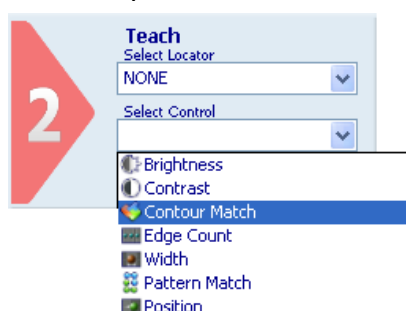 2
Teach
Select Locator
NONE
Select Control
Brightness
Contrast
Contour Match
Edge Count
Width
Pattern Match
Position